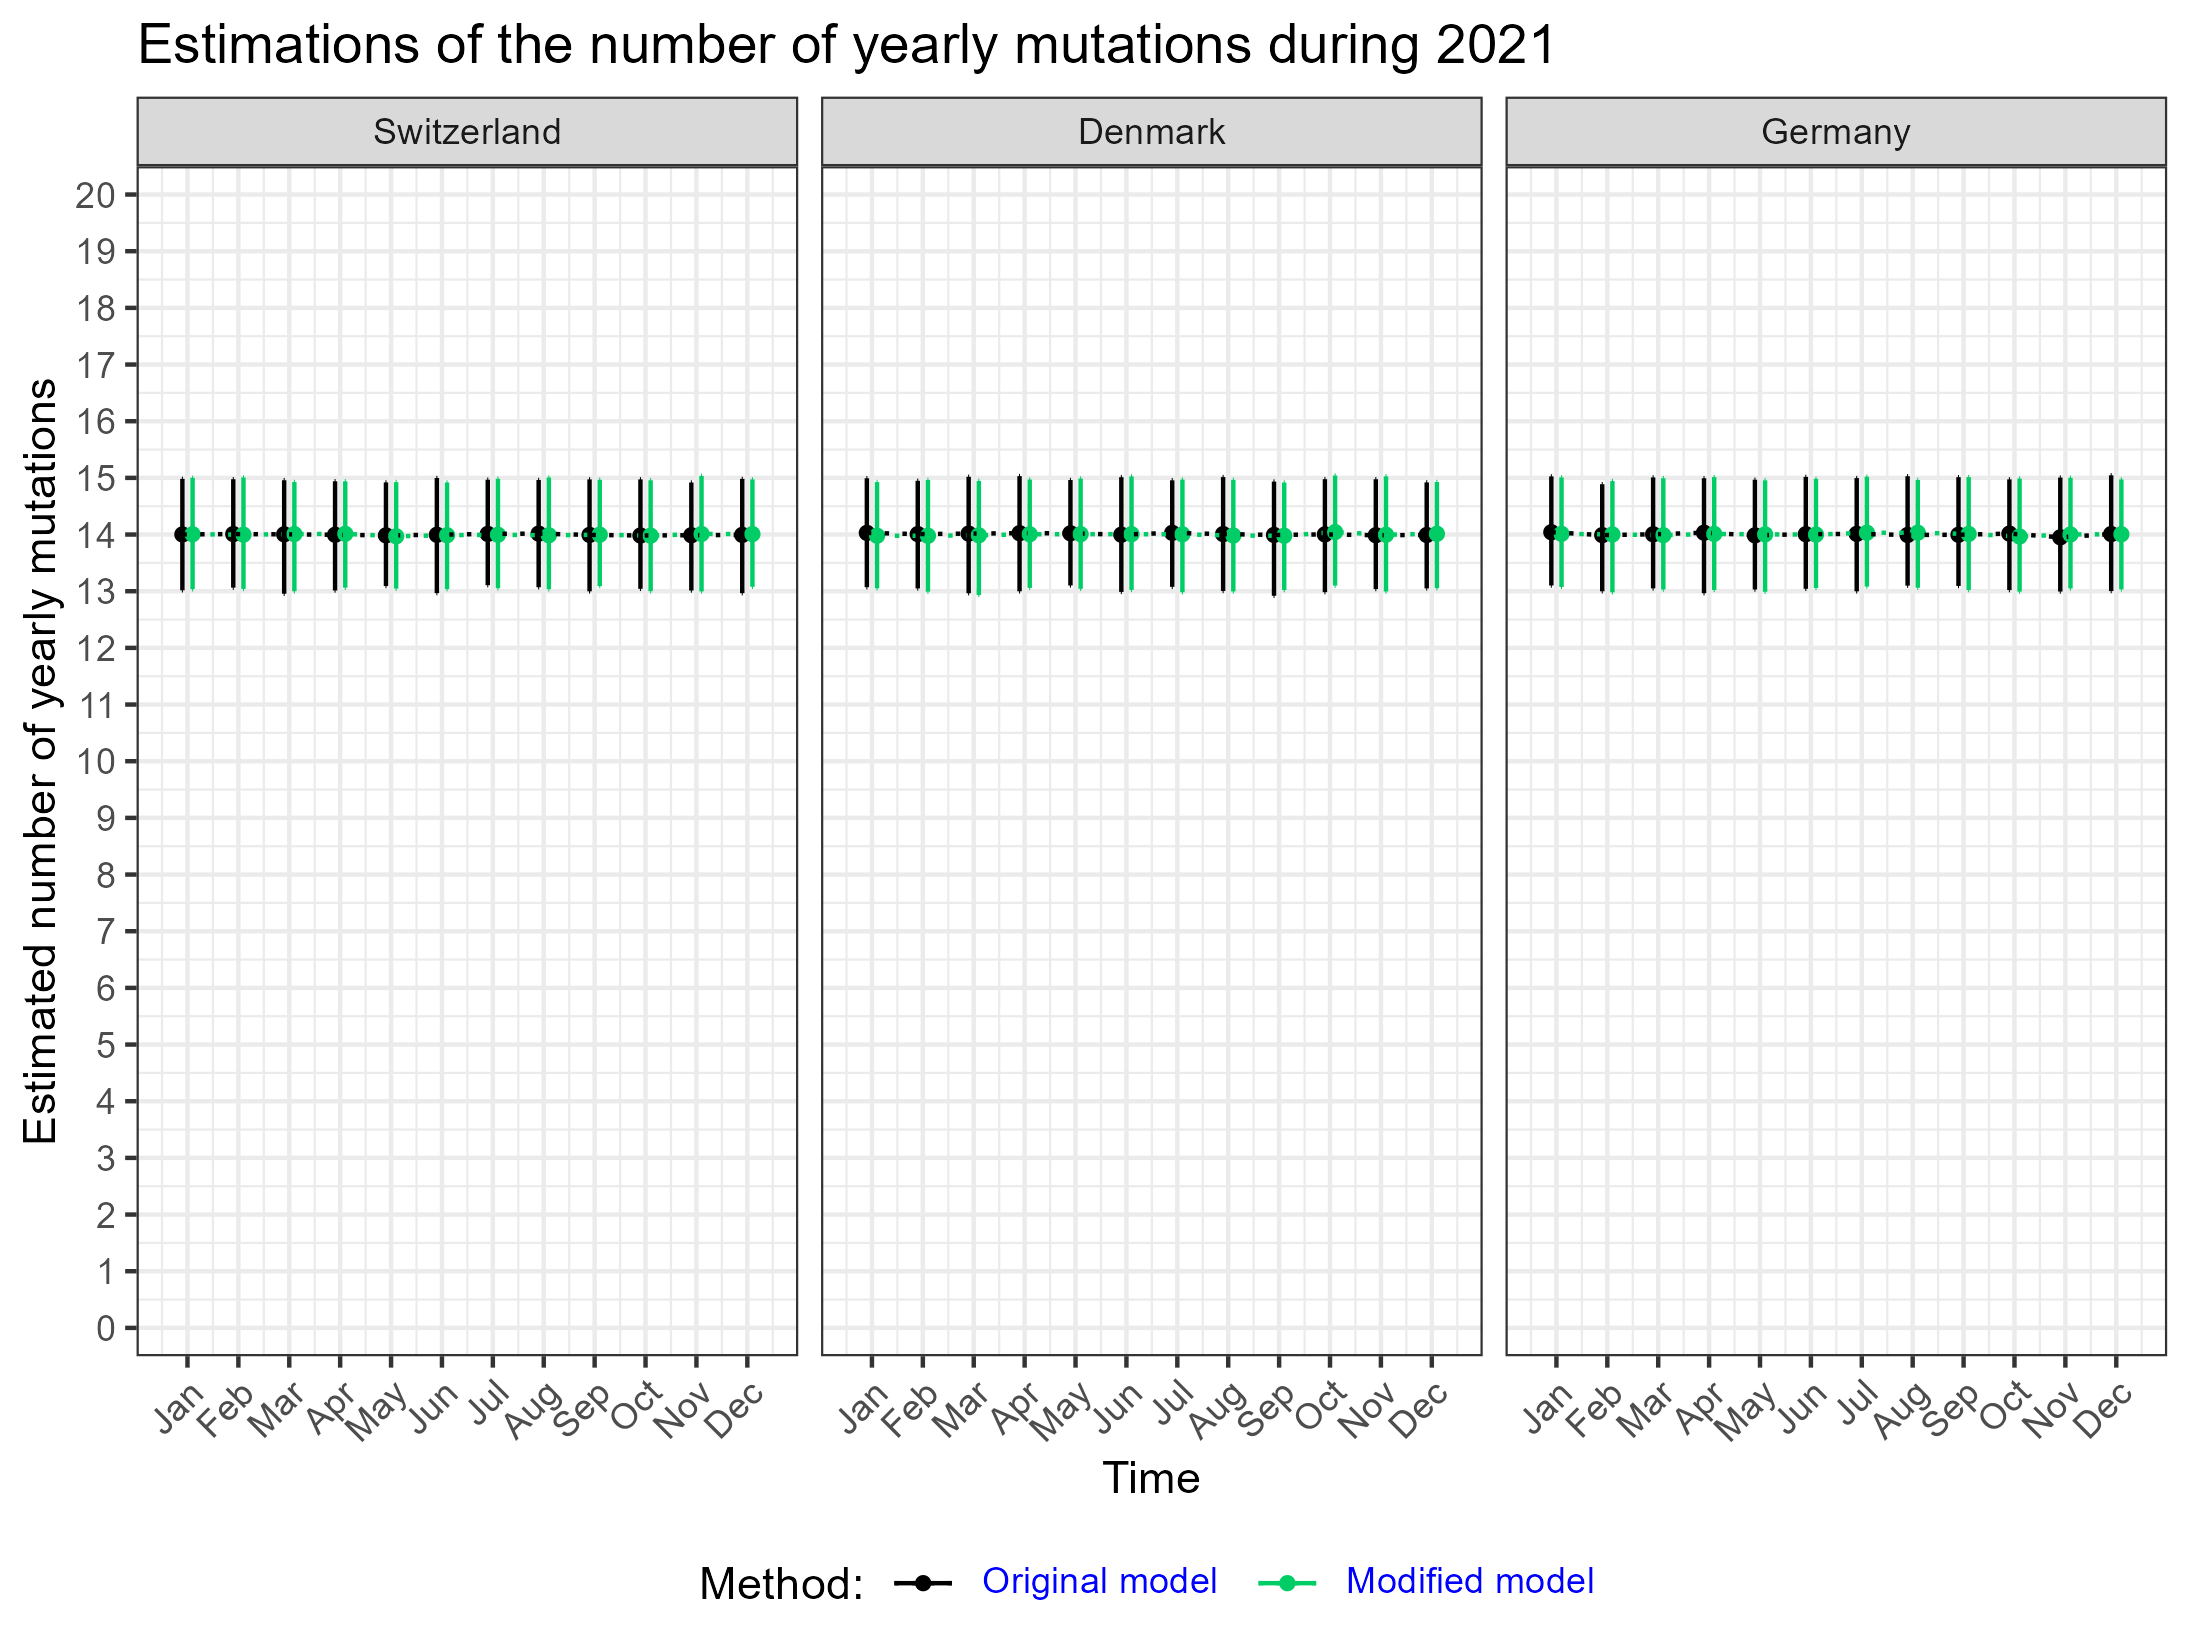 Estimations of the number of yearly mutations during 2021
Switzerland
Denmark
Germany
Estimated number of yearly mutations
20
19
18
17
16
15
14
13
12
11
10
9
8
7
6
5
4
3
2
1
0
Jan Feb Mar Apr May Jun Jul Aug Sep Oct Nov Dec
Jan Feb Mar Apr May Jun Jul Aug Sep Oct Nov Dec
Jan Feb Mar Apr May Jun Jul Aug Sep Oct Nov Dec
Time
Method: Original model Modified model